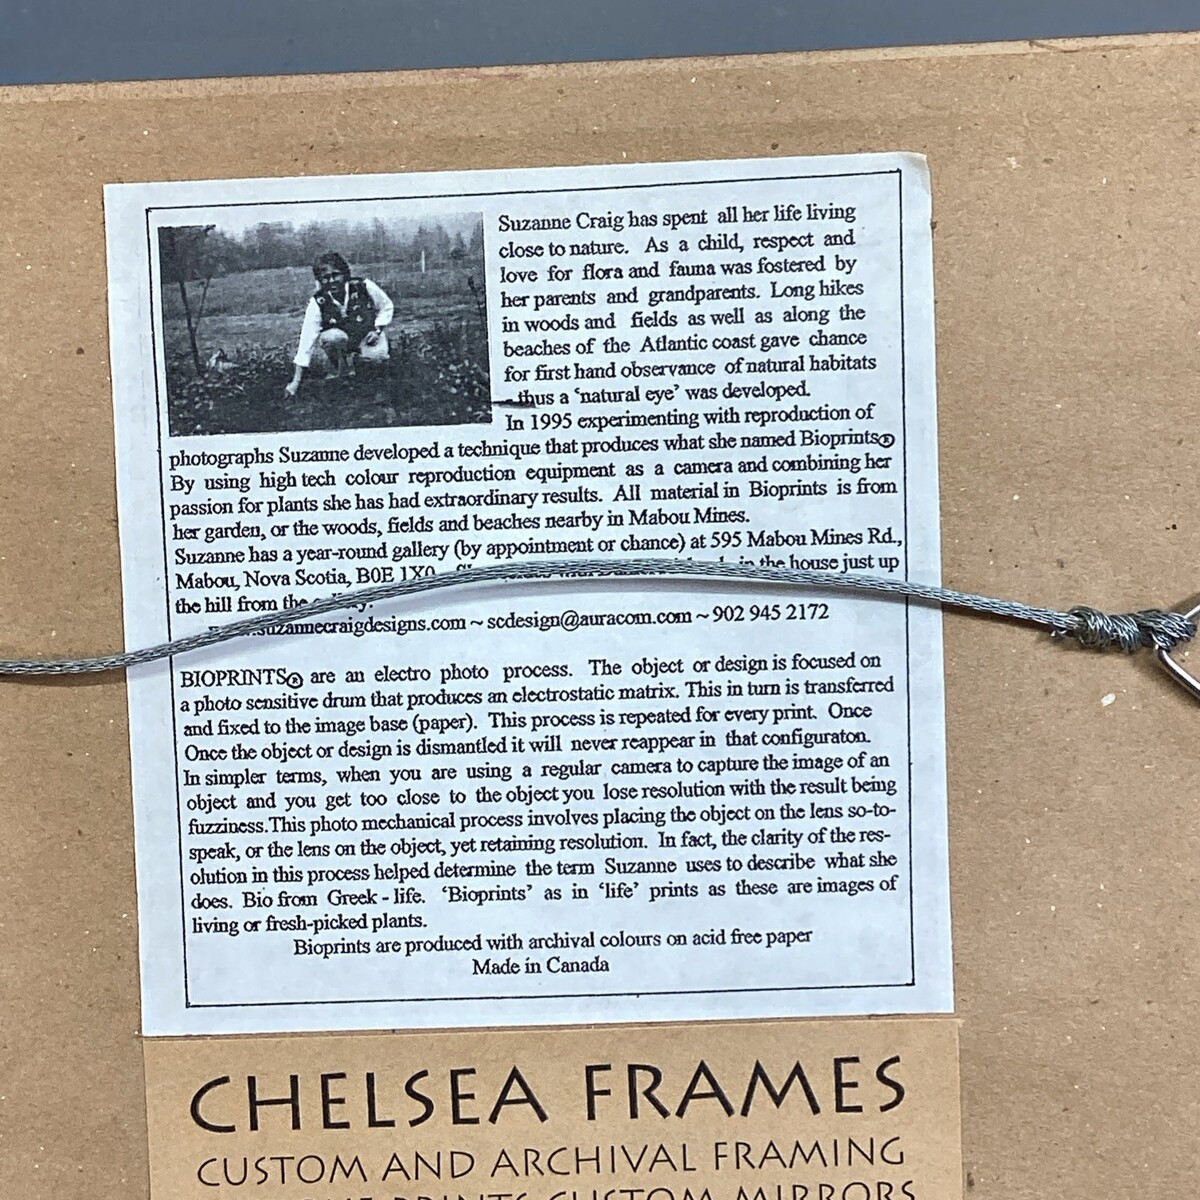 Suzanne Craig has spent all her life living
close to nature. As a child, respect and
love for flora and fauna was fostered by
her parents and grandparents. Long hikes
in woods and fields as well as along the
beaches of the Atlantic coast gave chance
for first hand observance of natural habitats
- thus a ‘natural eye’ was developed.
In 1995 experimenting with reproduction of
photographs Suzanne developed a technique that produces what she named Bioprints®
By using high tech colour reproduction equipment as a camera and combining her
passion for plants she has had extraordinary results. All material in Bioprints is from
her garden, or the woods, fields and beaches nearby in Mabou Mines.
Suzanne has a year-round gallery (by appointment or chance) at 595 Mabou Mines Rd.,
Mabou, Nova Scotia, B0E 1X0 in the house just up
the hill from the
suzannecraigdesigns.com ~ scdesign@auracom.com ~ 902 945 2172
BIOPRINTS® are an electro photo process. The object or design is focused on
a photo sensitive drum that produces an electrostatic matrix. This in turn is transferred
and fixed to the image base (paper). This process is repeated for every print. Once
Once the object or design is dismantled it will never reappear in that configuraton.
In simpler terms, when you are using a regular camera to capture the image of an
object and you get too close to the object you lose resolution with the result being
fuzziness.This photo mechanical process involves placing the object on the lens so-to-
speak, or the lens on the object, yet retaining resolution. In fact, the clarity of the res-
olution in this process helped determine the term Suzanne uses to describe what she
does. Bio from Greek - life. ‘Bioprints’ as in ‘life’ prints as these are images of
living or fresh-picked plants.
Bioprints are produced with archival colours on acid free paper
Made in Canada
CHELSEA FRAMES
CUSTOM AND ARCHIVAL FRAMING
PRINTS CUSTOM MIRRORS